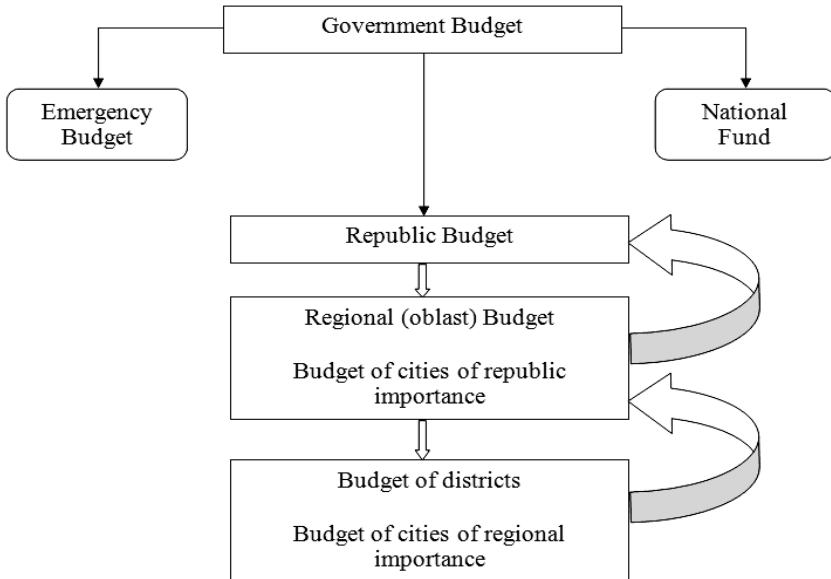 Government Budget
Emergency
Budget
National
Fund
Republic Budget
Regional (oblast) Budget
Budget of cities of republic
importance
Budget of districts
Budget of cities of regional
importance